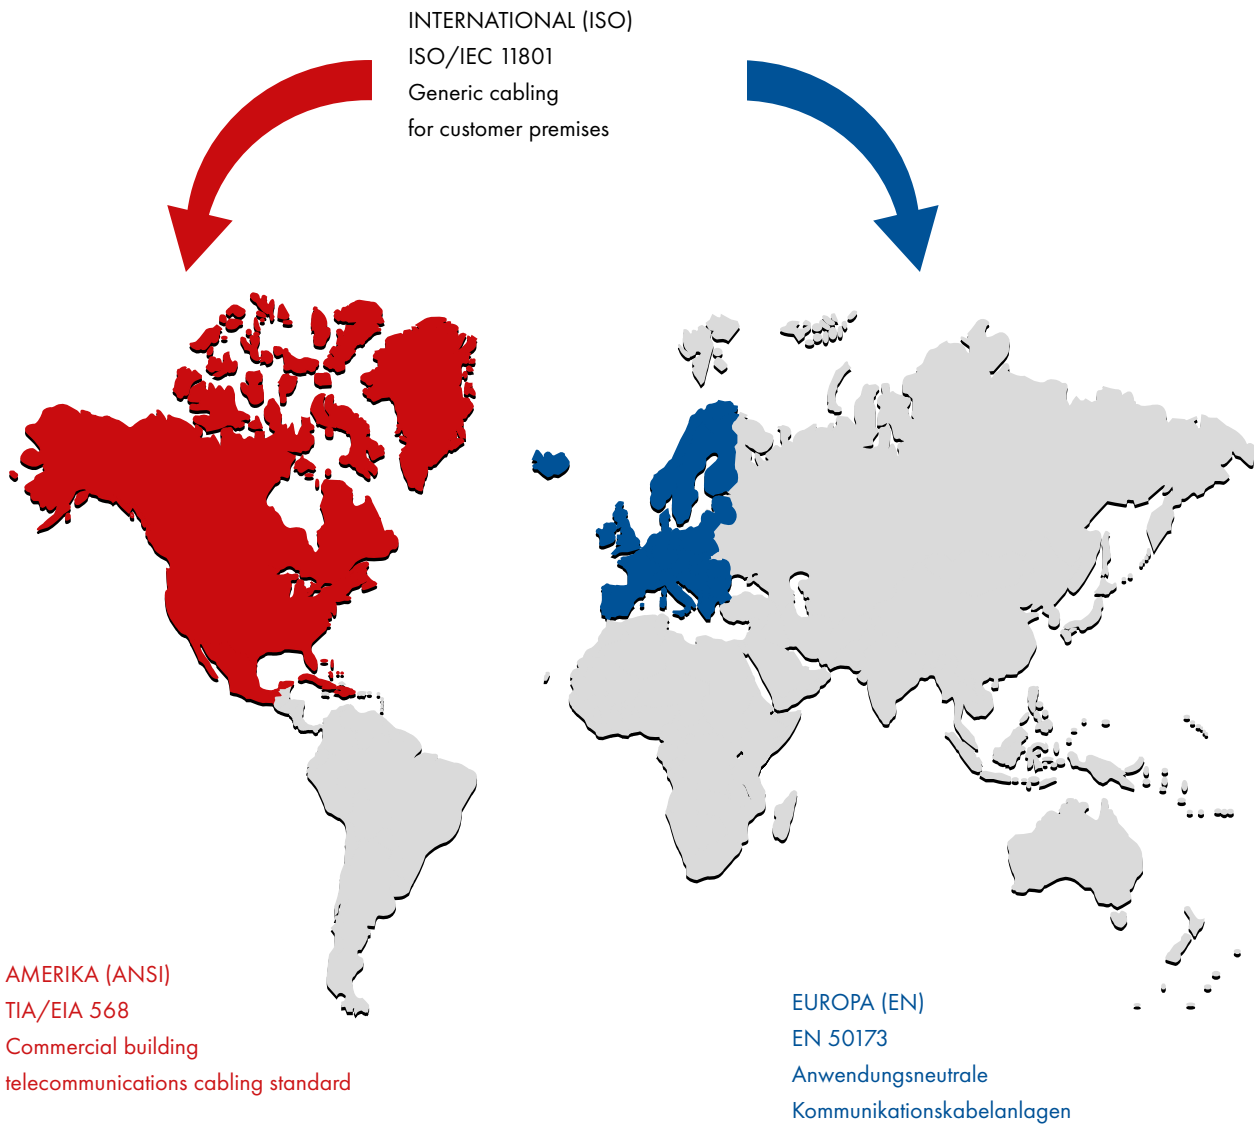 INTERNATIONAL (ISO)
ISO/IEC 11801
Generic cabling
for customer premises
AMERIKA (ANSI)
TIA/EIA 568
Commercial building
telecommunications cabling standard
EUROPA (EN)
EN 50173
Anwendungsneutrale
Kommunikationskabelanlagen